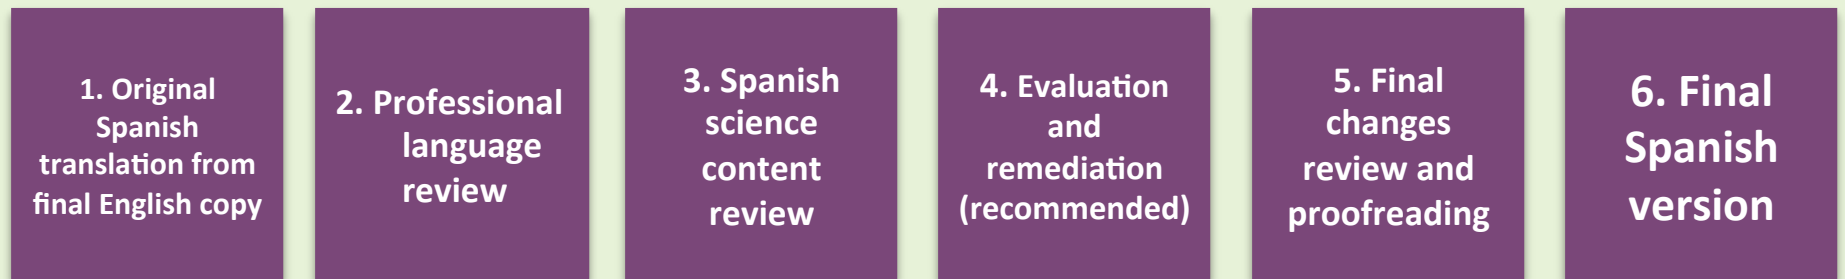 1. Original
Spanish
translation from
final English copy
2. Professional
language
review
3. Spanish
science
content
review
4. Evaluation
and
remediation
(recommended)
5. Final
changes
review and
proofreading
6. Final
Spanish
version